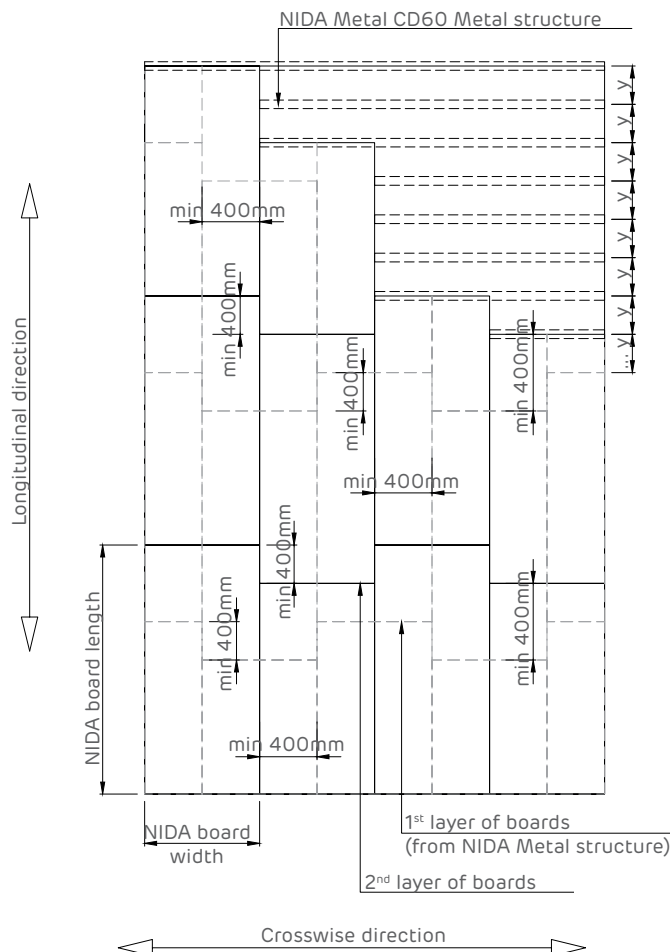 NIDA Metal CD60 Metal structure
y
y
y
y
y
y
y
y
...
min 400mm
min 400mm
min 400mm
min 400mm
min 400mm
min 400mm
min 400mm
min 400mm
min 400mm
Longitudinal direction
NIDA board length
NIDA board
width
1st layer of boards
(from NIDA Metal structure)
2nd layer of boards
Crosswise direction